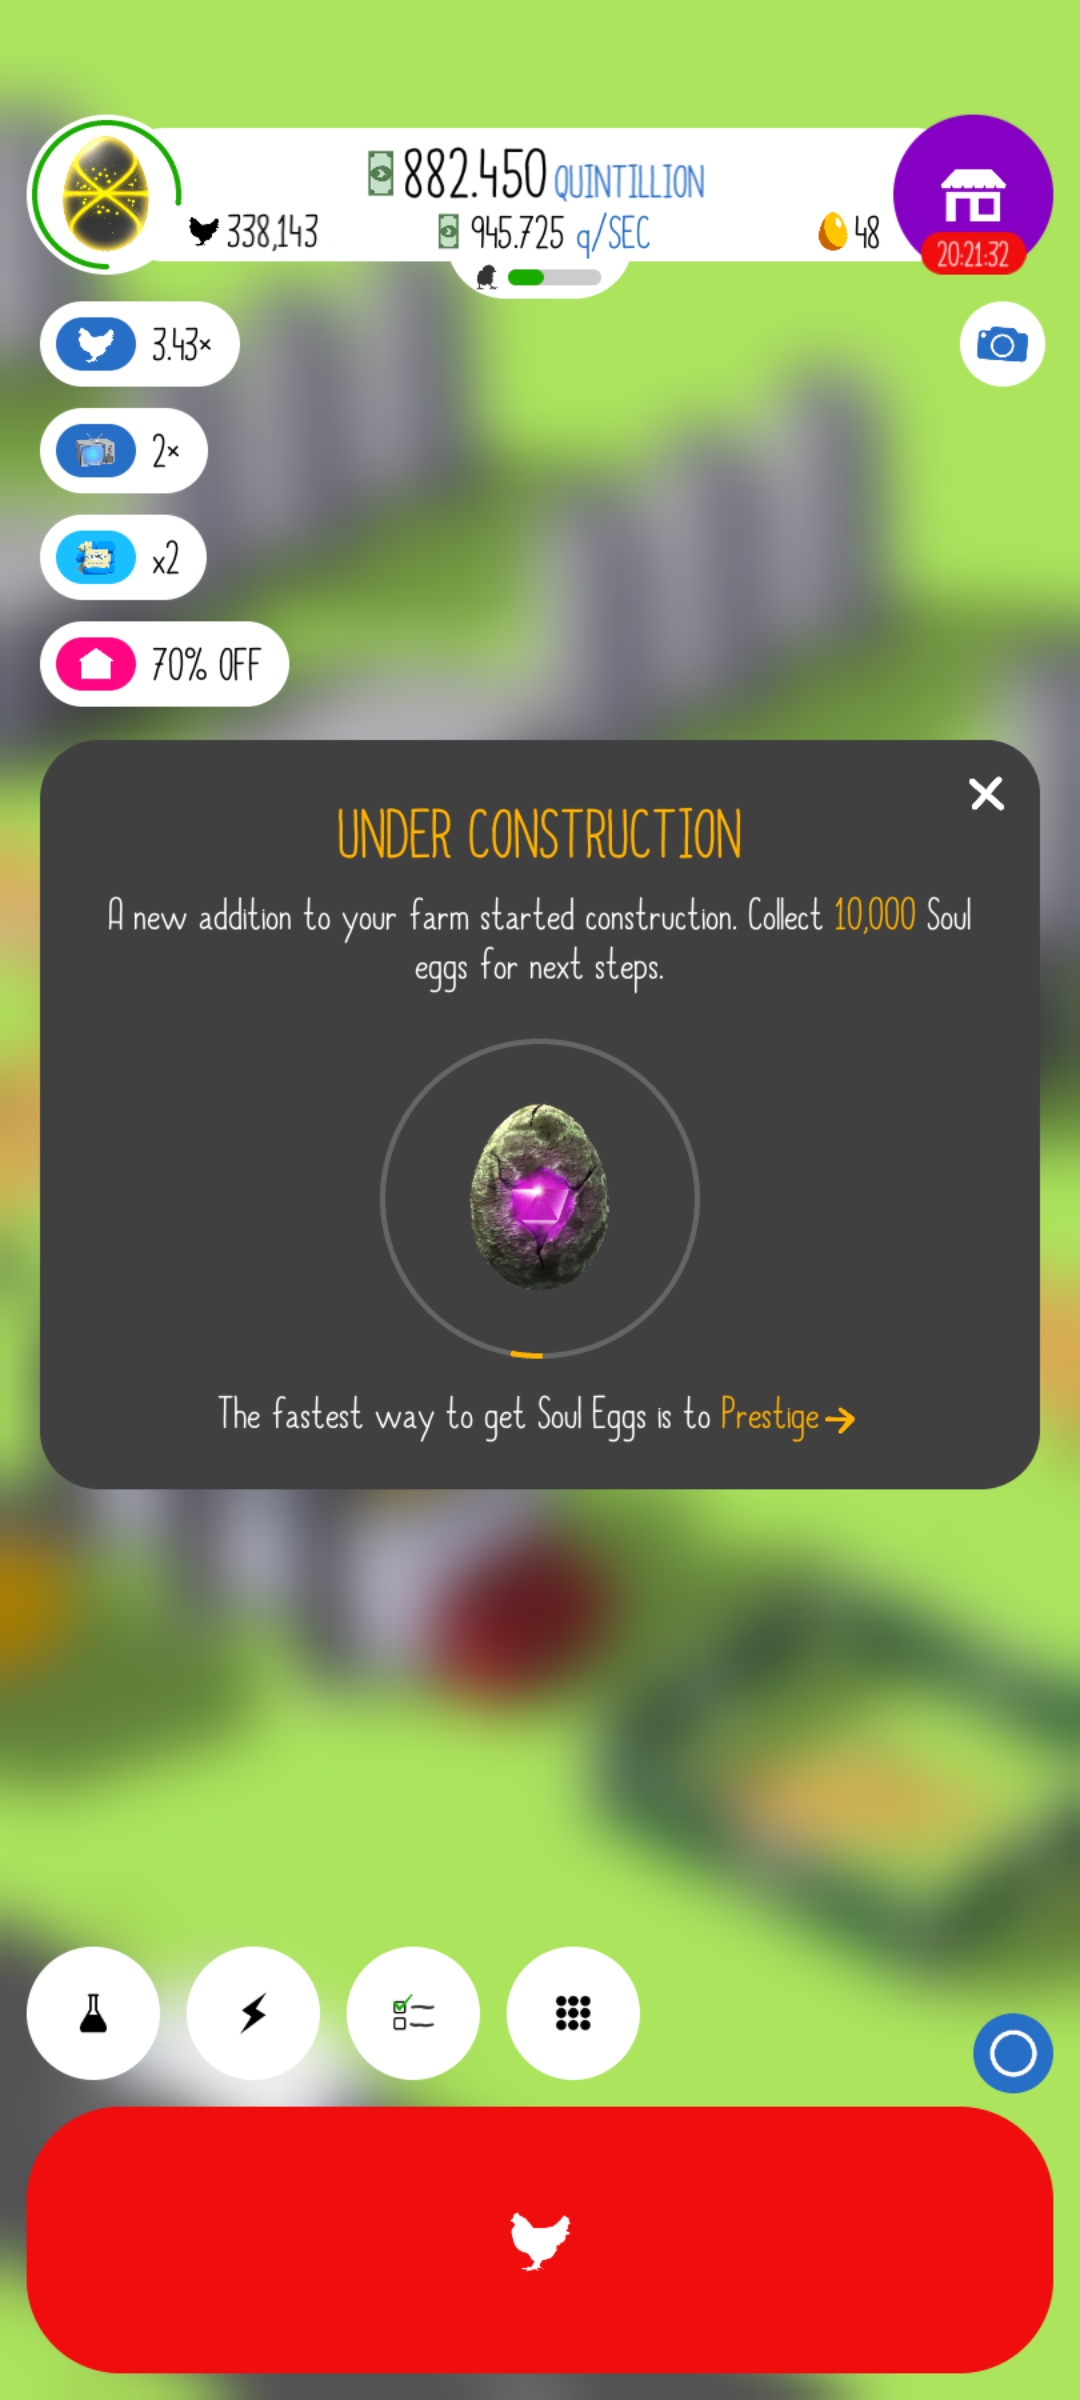 882.450 QUINTILLION
338,143 945.725 q/SEC 48
20:21:32
3.43×
2×
x2
70% OFF
UNDER CONSTRUCTION
A new addition to your farm started construction. Collect 10,000 Soul
eggs for next steps.
The fastest way to get Soul Eggs is to Prestige